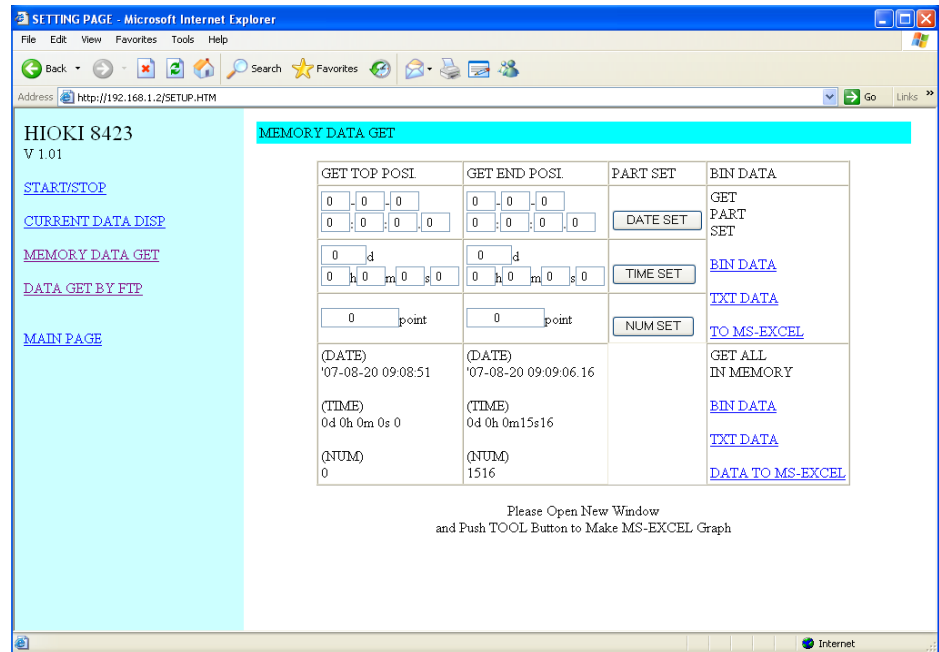 SETTING PAGE - Microsoft Internet Explorer
File Edit View Favorites Tools Help
Back Search Favorites
Address http://192.168.1.2/SETUP.HTM Go Links »
HIOKI 8423
V 1.01
START/STOP
CURRENT DATA DISP
MEMORY DATA GET
DATA GET BY FTP
MAIN PAGE
MEMORY DATA GET
GET TOP POSI. GET END POSI. PART SET BIN DATA
0 - 0 - 0 0 - 0 - 0
0 : 0 : 0 . 0 0 : 0 : 0 . 0 DATE SET
GET
PART
SET
0 d 0 d
0 h 0 m 0 s 0 0 h 0 m 0 s 0 TIME SET
BIN DATA
TXT DATA
0 point 0 point NUM SET
TO MS-EXCEL
(DATE) (DATE) GET ALL
'07-08-20 09:08:51 '07-08-20 09:09:06.16 IN MEMORY
(TIME) (TIME) BIN DATA
0d 0h 0m 0s 0 0d 0h 0m15s16
TXT DATA
(NUM) (NUM)
0 1516 DATA TO MS-EXCEL
Please Open New Window
and Push TOOL Button to Make MS-EXCEL Graph
Internet